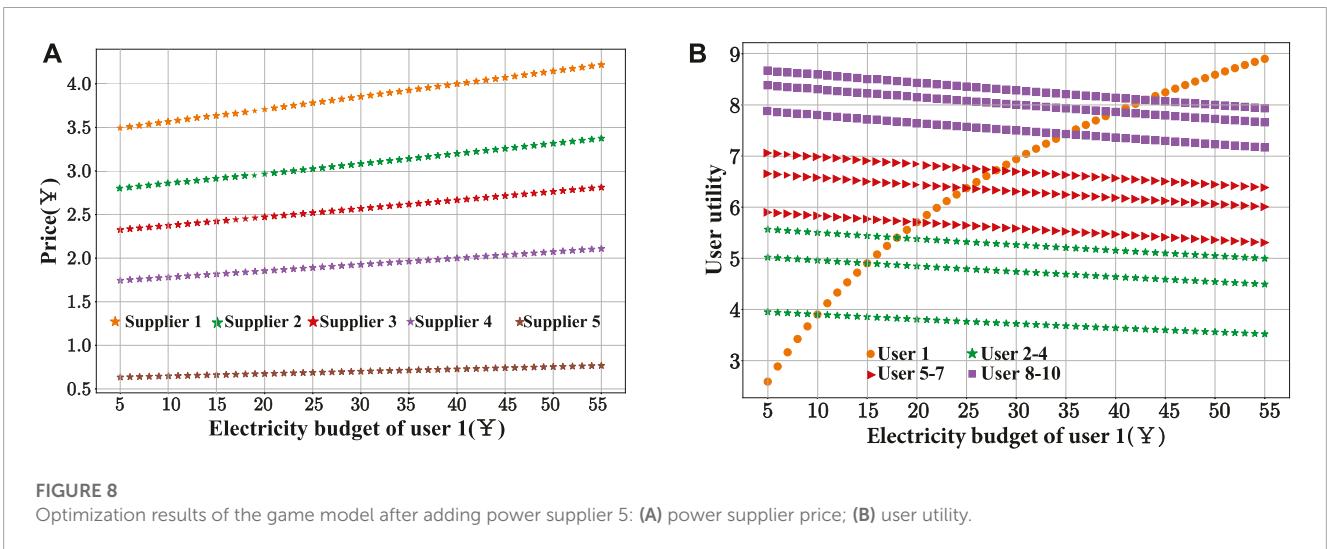 A
Price(¥)
4.0
3.5
3.0
2.5
2.0
1.5
1.0
0.5
Supplier 1 Supplier 2 Supplier 3 Supplier 4 Supplier 5
5 10 15 20 25 30 35 40 45 50 55
Electricity budget of user 1(¥)
B
User utility
9
8
7
6
5
4
3
User 1 User 2-4
User 5-7 User 8-10
5 10 15 20 25 30 35 40 45 50 55
Electricity budget of user 1(¥)
FIGURE 8
Optimization results of the game model after adding power supplier 5: (A) power supplier price; (B) user utility.